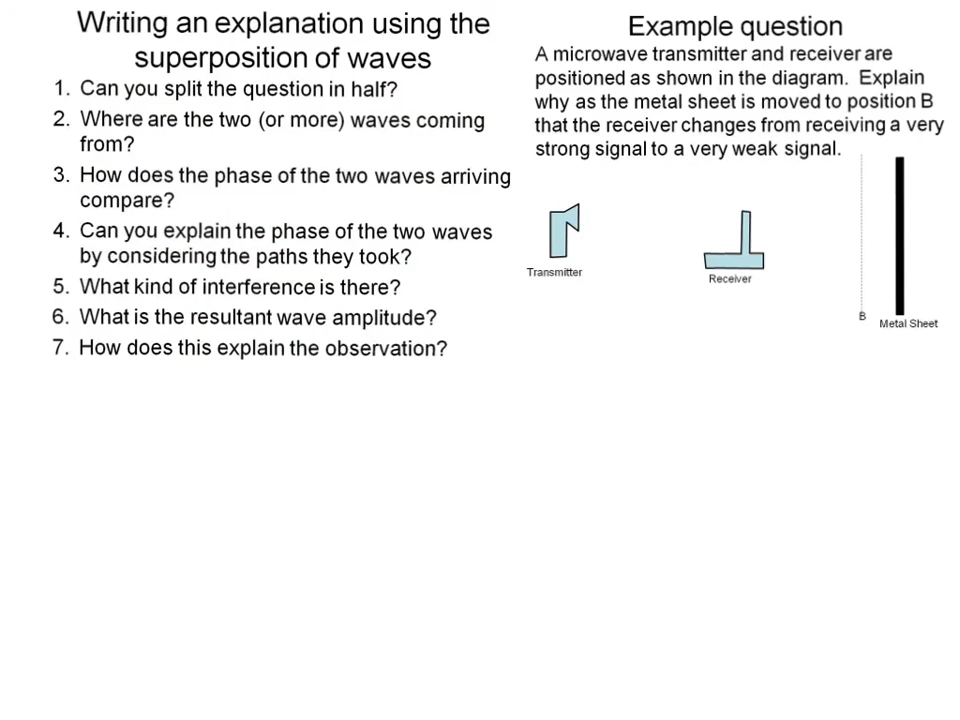 Writing an explanation using the
superposition of waves
1. Can you split the question in half?
2. Where are the two (or more) waves coming
from?
3. How does the phase of the two waves arriving
compare?
4. Can you explain the phase of the two waves
by considering the paths they took?
5. What kind of interference is there?
6. What is the resultant wave amplitude?
7. How does this explain the observation?
Example question
A microwave transmitter and receiver are
positioned as shown in the diagram.  Explain
why as the metal sheet is moved to position B
that the receiver changes from receiving a very
strong signal to a very weak signal.
Transmitter
Receiver
B
Metal Sheet